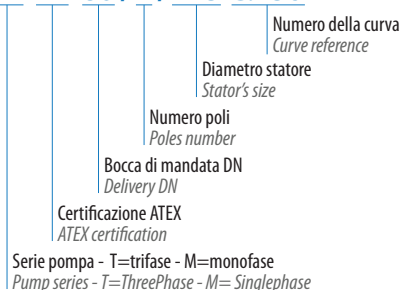 Numero della curva
Curve reference
Diametro statore
Stator's size
Numero poli
Poles number
Bocca di mandata DN
Delivery DN
Certificazione ATEX
ATEX certification
Serie pompa - T=trifase - M=monofase
Pump series - T=ThreePhase - M= Singlephase